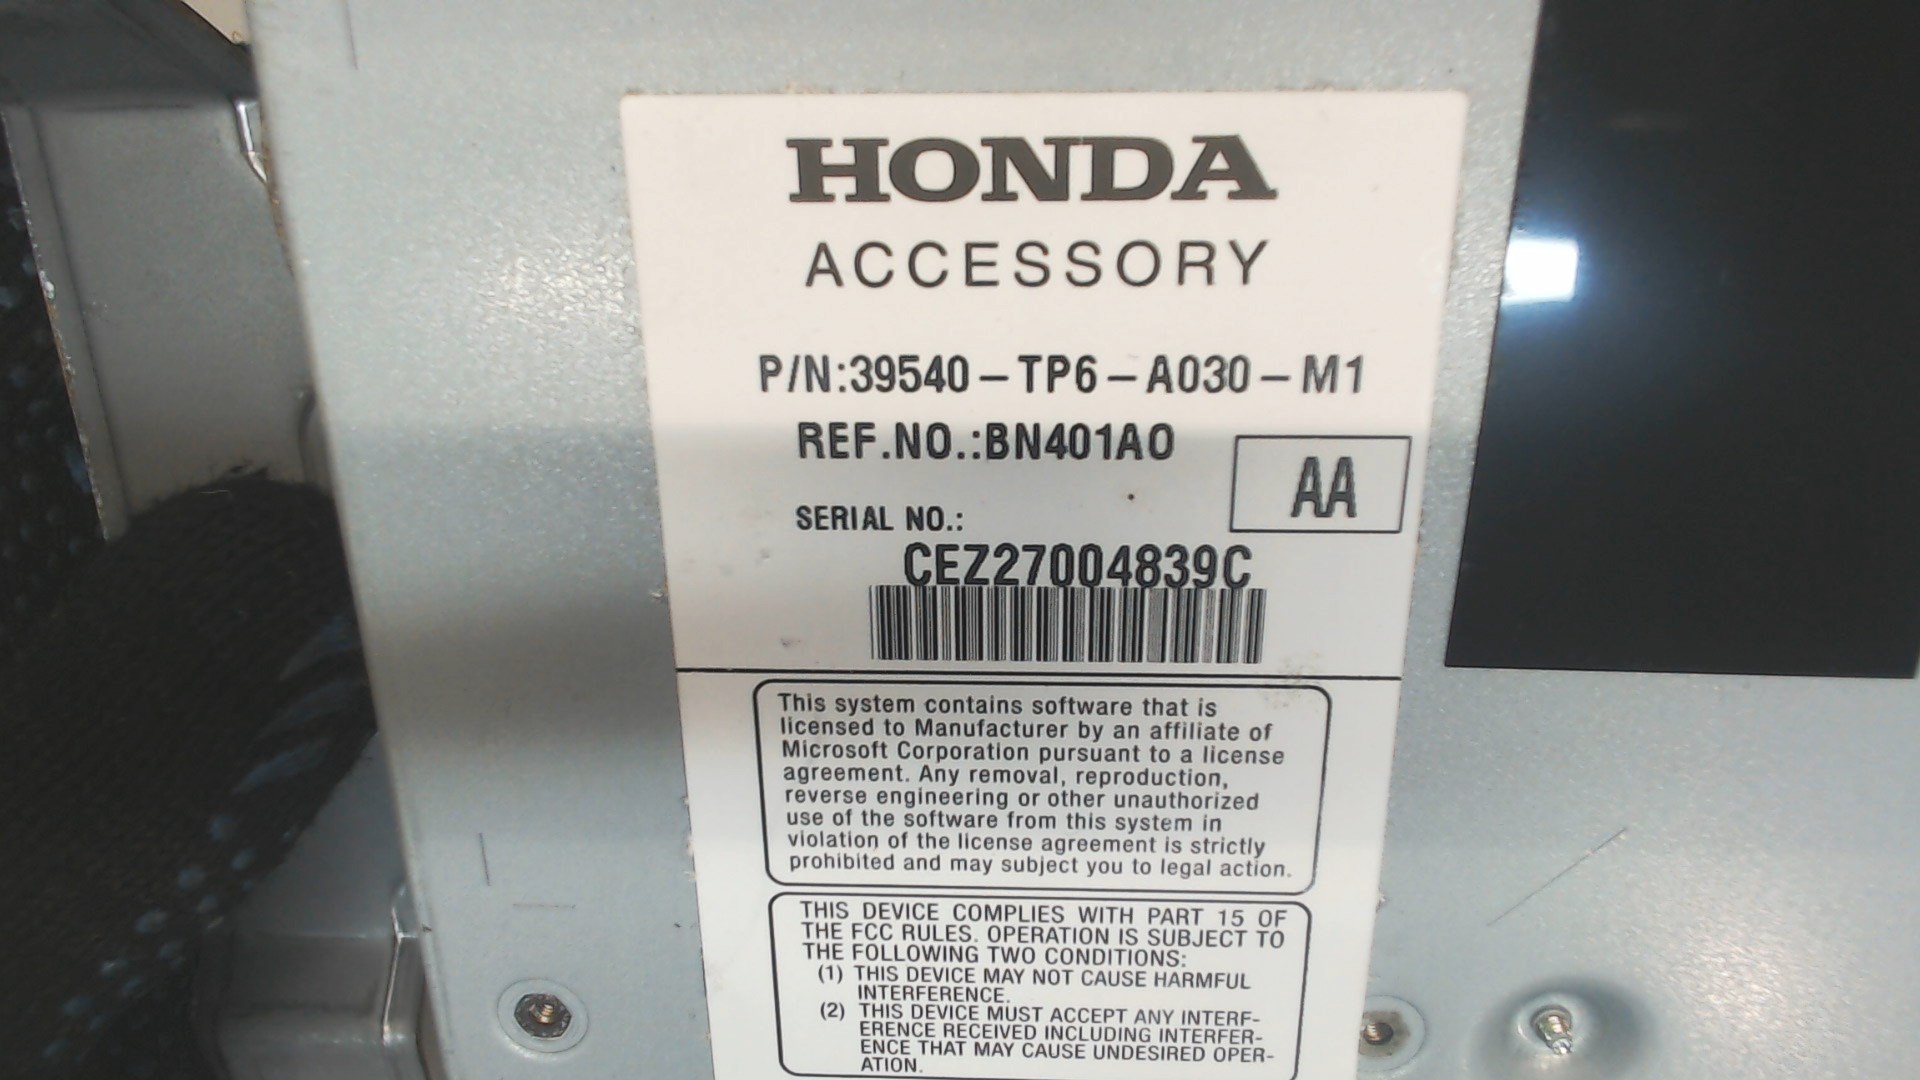 HONDA
ACCESSORY
P/N:39540-TP6-A030-M1
REF.NO.:BN401A0
AA
SERIAL NO.:
CEZ27004839C
This system contains software that is
licensed to Manufacturer by an affiliate of
Microsoft Corporation pursuant to a license
agreement. Any removal, reproduction,
reverse engineering or other unauthorized
use of the software from this system in
violation of the license agreement is strictly
prohibited and may subject you to legal action.
THIS DEVICE COMPLIES WITH PART 15 OF
THE FCC RULES. OPERATION IS SUBJECT TO
THE FOLLOWING TWO CONDITIONS:
(1) THIS DEVICE MAY NOT CAUSE HARMFUL
INTERFERENCE.
(2) THIS DEVICE MUST ACCEPT ANY INTERF-
ERENCE RECEIVED INCLUDING INTERFER-
ENCE THAT MAY CAUSE UNDESIRED OPER-
ATION.